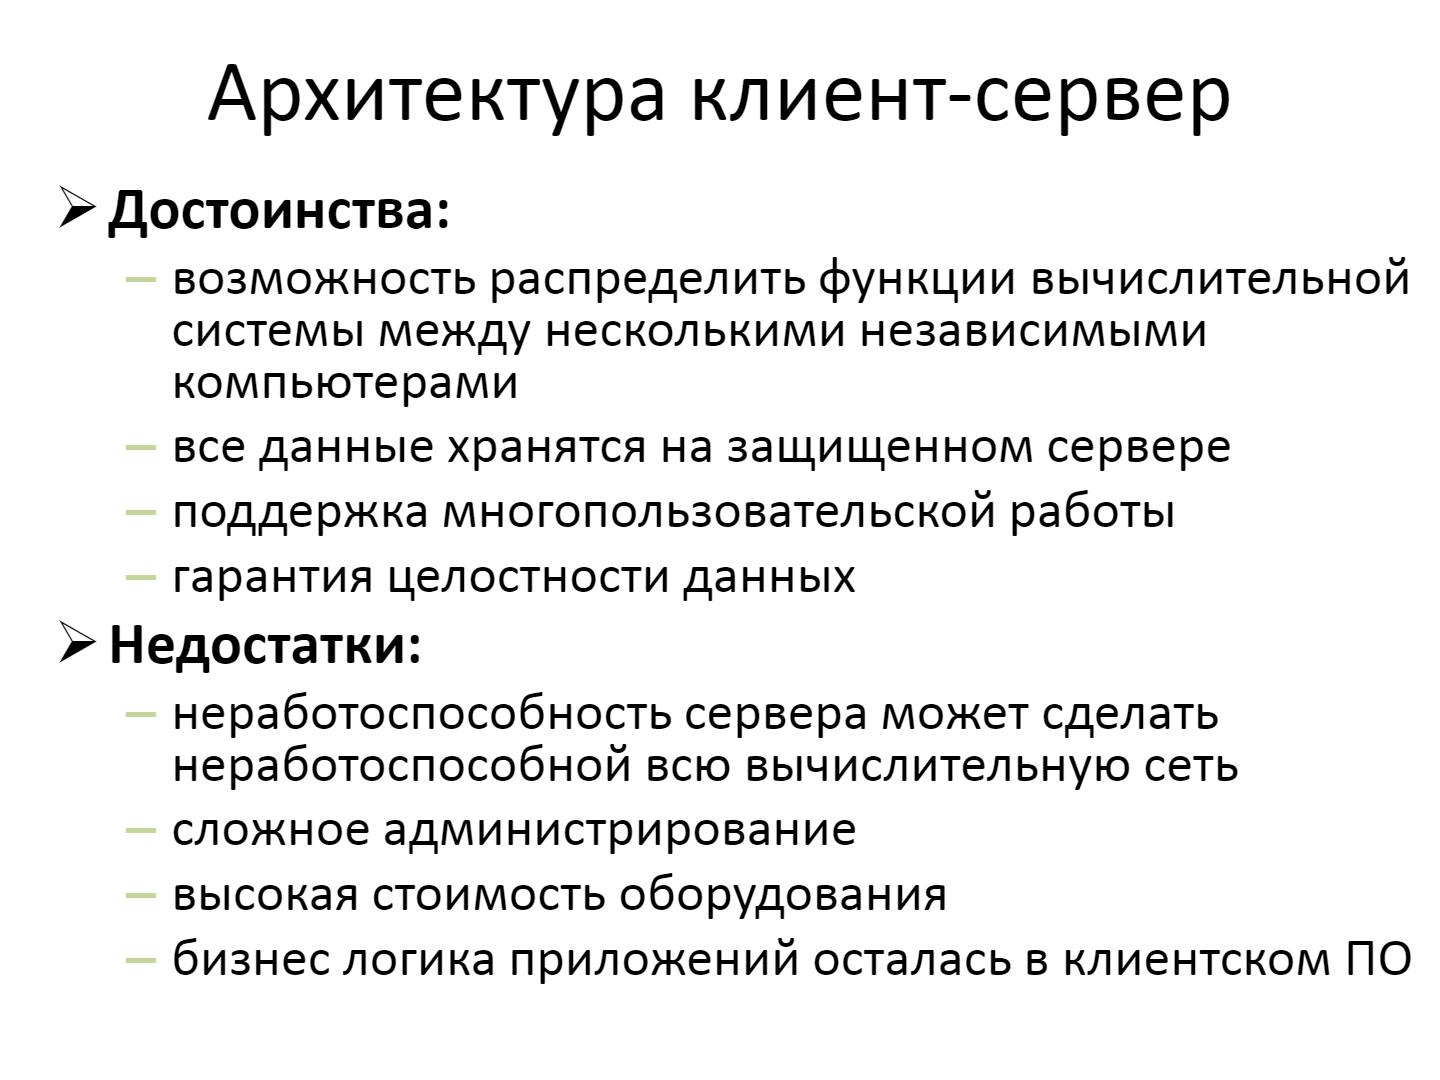 Архитектура клиент-сервер
Достоинства:
– возможность распределить функции вычислительной
системы между несколькими независимыми
компьютерами
– все данные хранятся на защищенном сервере
– поддержка многопользовательской работы
– гарантия целостности данных
Недостатки:
– неработоспособность сервера может сделать
неработоспособной всю вычислительную сеть
– сложное администрирование
– высокая стоимость оборудования
– бизнес логика приложений осталась в клиентском ПО